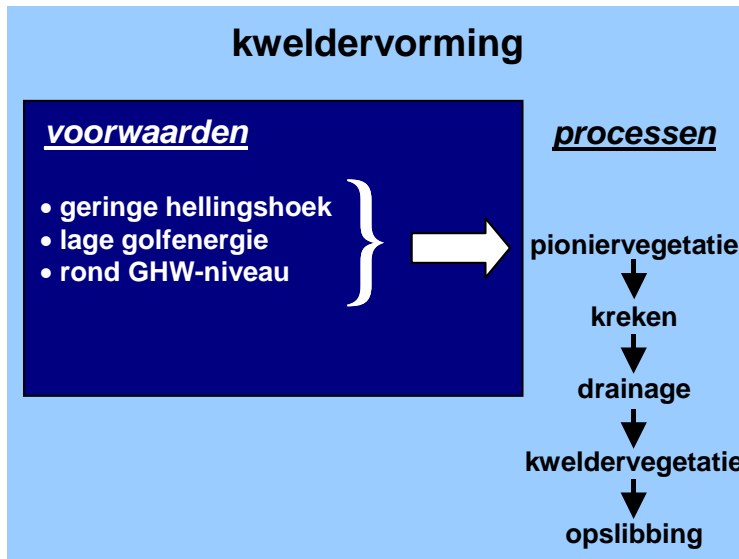 kweldervorming
voorwaarden
• geringe hellingshoek
• lage golfenergie
• rond GHW-niveau
processen
pioniervegetatie
kreken
drainage
kweldervegetatie
opslibbing